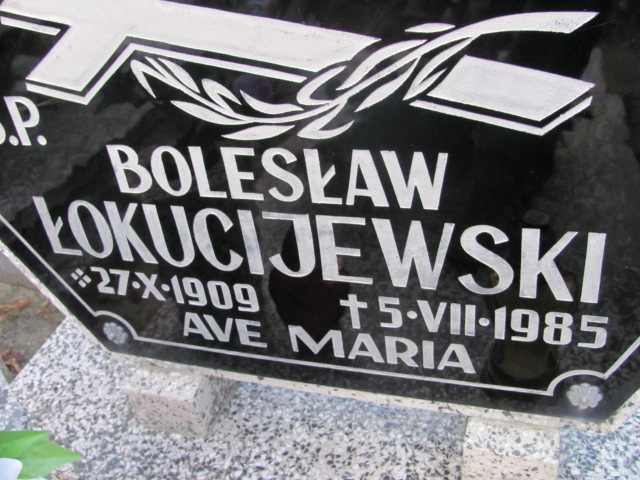 Ś.P.
BOLESŁAW
ŁOKUCIJEWSKI
27·X·1909 †5·VII·1985
AVE MARIA